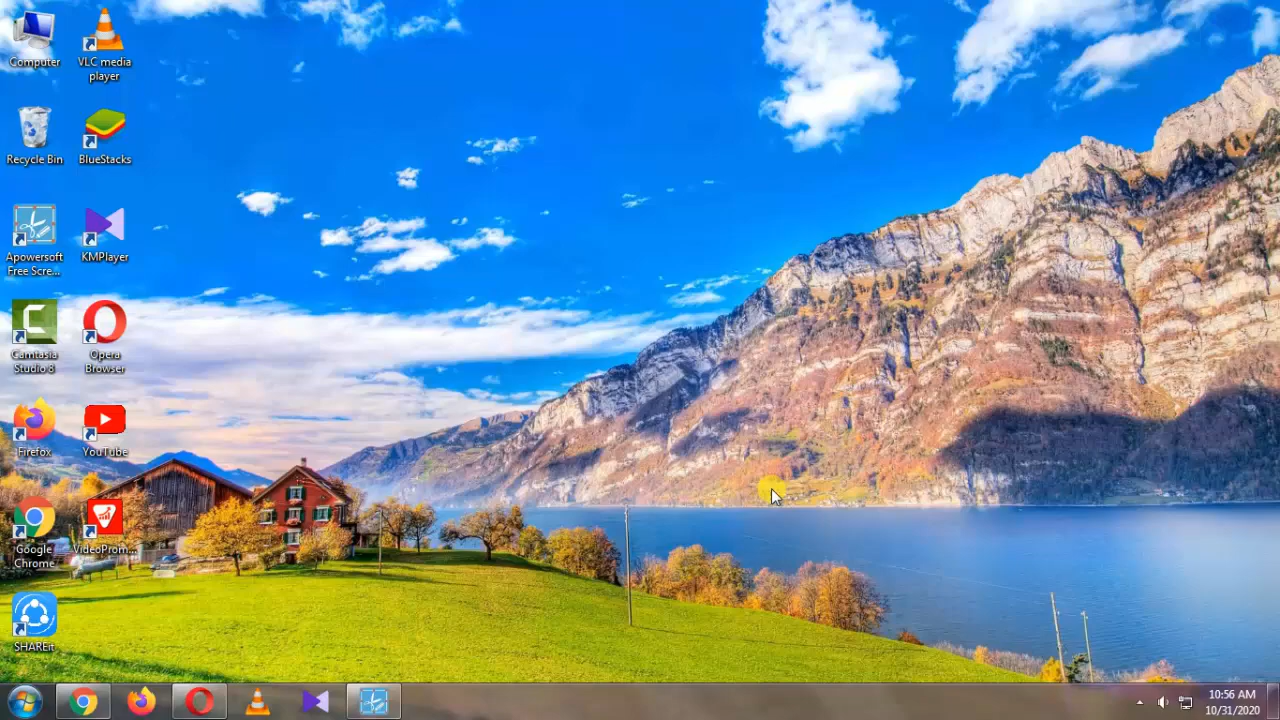 Computer
VLC media
player
Recycle Bin
BlueStacks
Apowersoft
Free Scre...
KMPlayer
Camtasia
Studio 8
Opera
Browser
Firefox
YouTube
Google
Chrome
VideoProm...
SHAREit
10:56 AM
10/31/2020